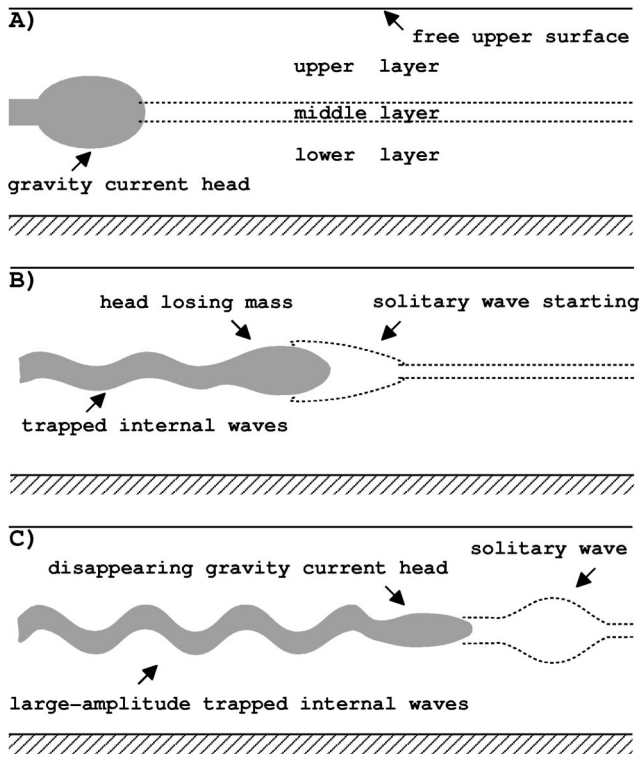 A)
free upper surface
upper layer
middle layer
lower layer
gravity current head
B)
head losing mass
solitary wave starting
trapped internal waves
C)
solitary wave
disappearing gravity current head
large-amplitude trapped internal waves